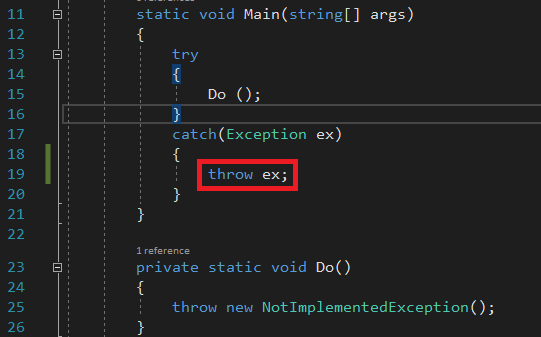 11 static void Main(string[] args)
12 {
13 try
14 {
15 Do ();
16 }
17 catch(Exception ex)
18 {
19 throw ex;
20 }
21 }
22
1 reference
23 private static void Do()
24 {
25 throw new NotImplementedException();
26 }